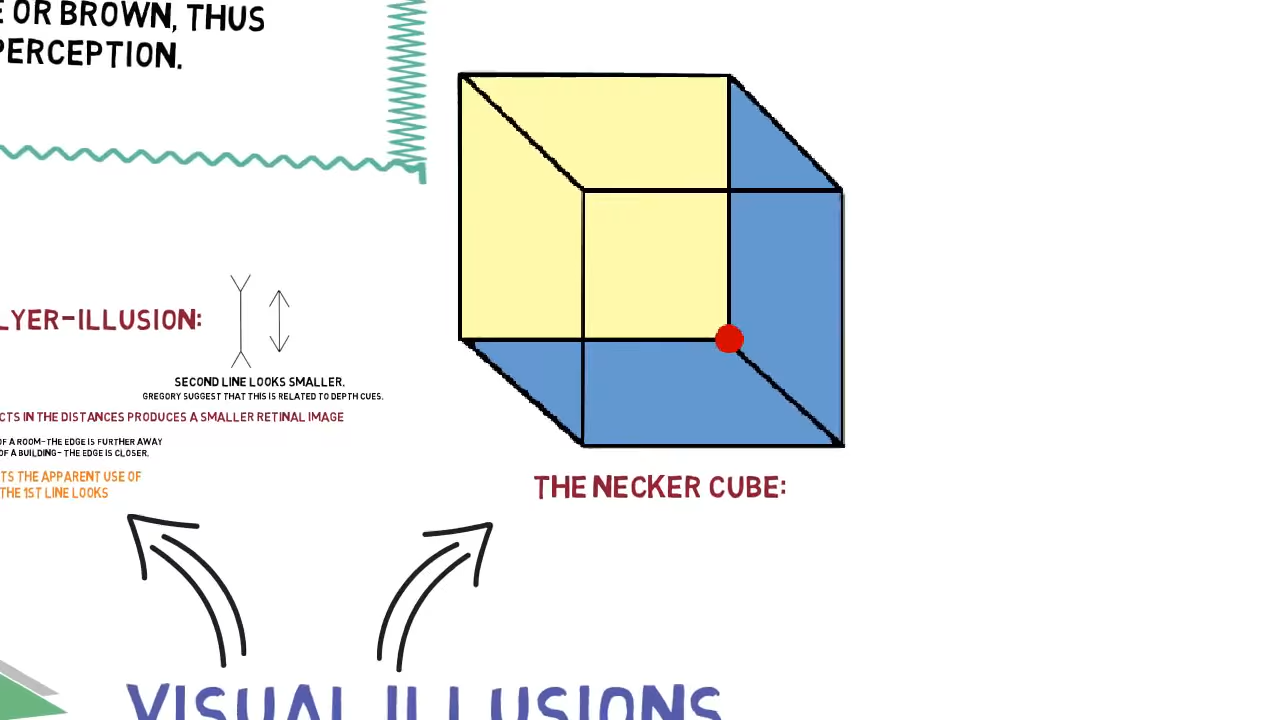 E OR BROWN, THUS
PERCEPTION.
LYER-ILLUSION:
SECOND LINE LOOKS SMALLER.
GREGORY SUGGEST THAT THIS IS RELATED TO DEPTH CUES.
CTS IN THE DISTANCES PRODUCES A SMALLER RETINAL IMAGE
OF A ROOM-THE EDGE IS FURTHER AWAY
OF A BUILDING- THE EDGE IS CLOSER,
TS THE APPARENT USE OF
THE 1ST LINE LOOKS
THE NECKER CUBE:
VISUAL ILLUSIONS